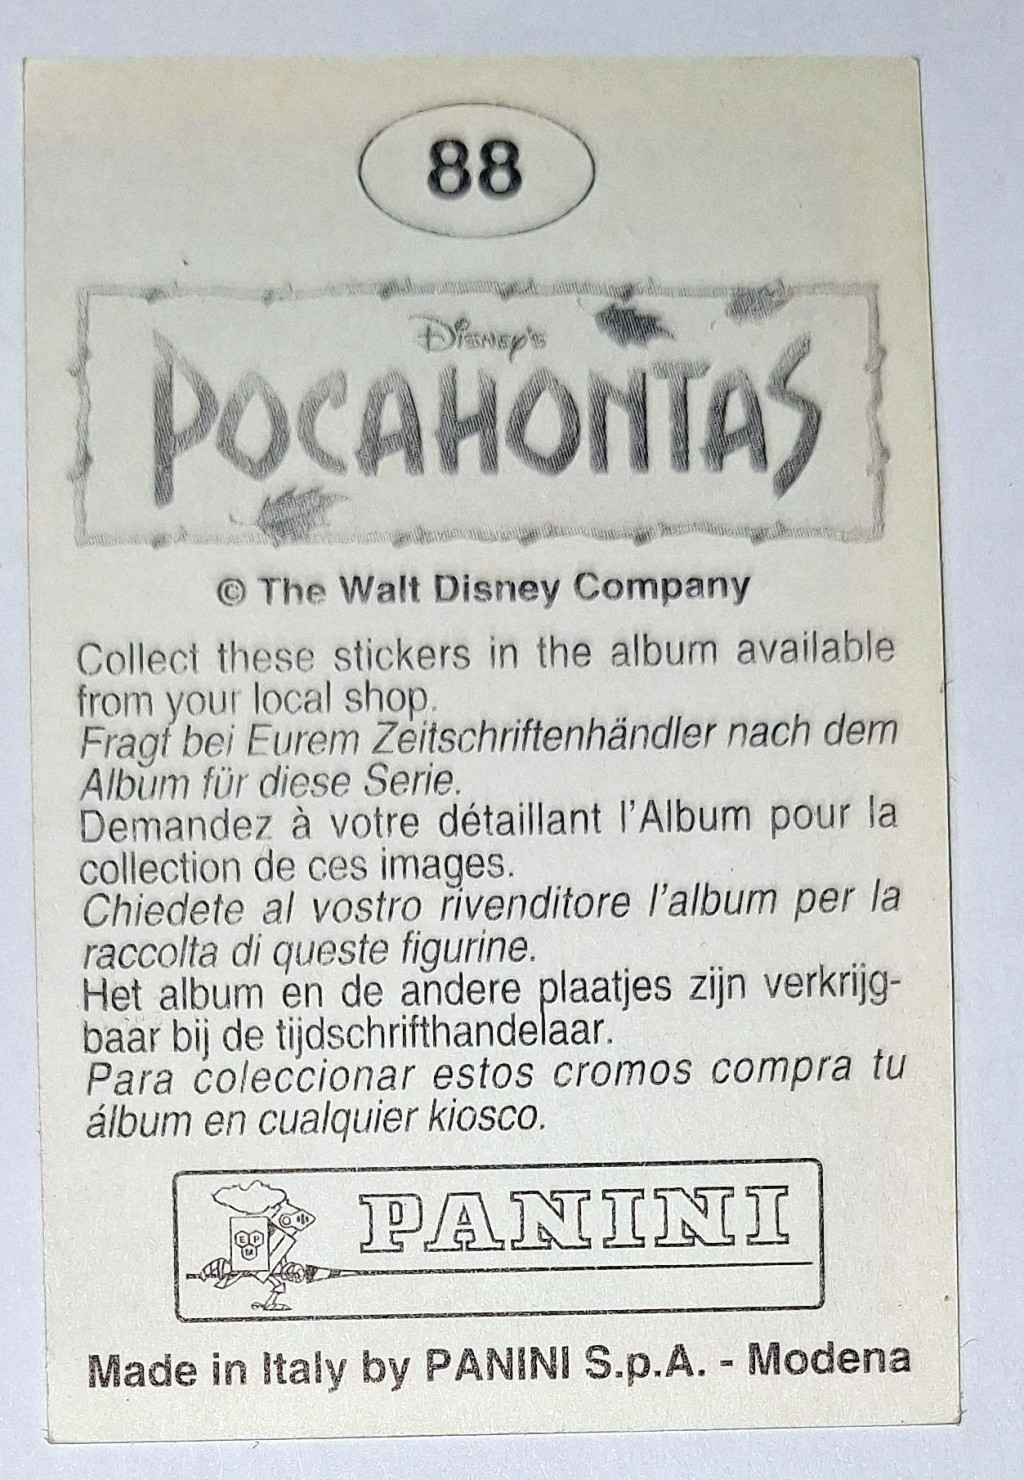 88
Disney's
POCAHONTAS
© The Walt Disney Company
Collect these stickers in the album available
from your local shop.
Fragt bei Eurem Zeitschriftenhändler nach dem
Album für diese Serie.
Demandez à votre détaillant l'Album pour la
collection de ces images.
Chiedete al vostro rivenditore l'album per la
raccolta di queste figurine.
Het album en de andere plaatjes zijn verkrijg-
baar bij de tijdschrifthandelaar.
Para coleccionar estos cromos compra tu
álbum en cualquier kiosco.
PANINI
E P
M
Made in Italy by PANINI S.p.A. - Modena